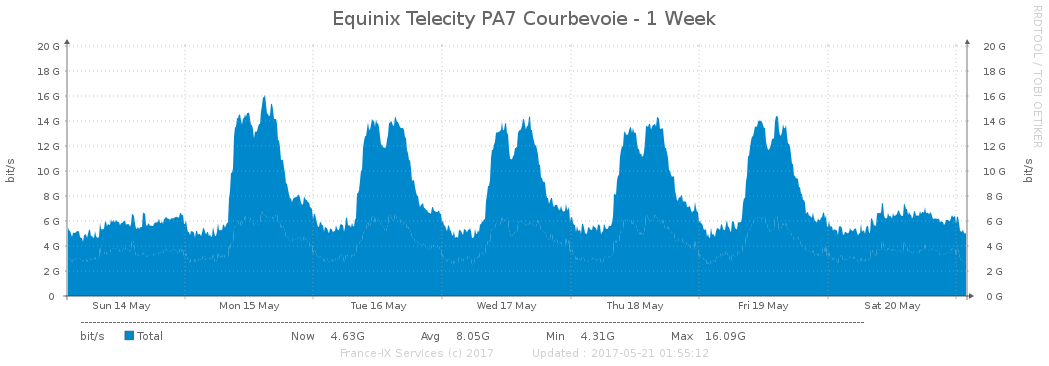 Equinix Telecity PA7 Courbevoie - 1 Week
RRDTOOL / TOBI OETIKER
bit/s
20 G
18 G
16 G
14 G
12 G
10 G
8 G
6 G
4 G
2 G
0
20 G
18 G
16 G
14 G
12 G
10 G
8 G
6 G
4 G
2 G
0 G
bit/s
Sun 14 May Mon 15 May Tue 16 May Wed 17 May Thu 18 May Fri 19 May Sat 20 May
bit/s Total Now 4.63G Avg 8.05G Min 4.31G Max 16.09G
France-IX Services (c) 2017 Updated : 2017-05-21 01:55:12